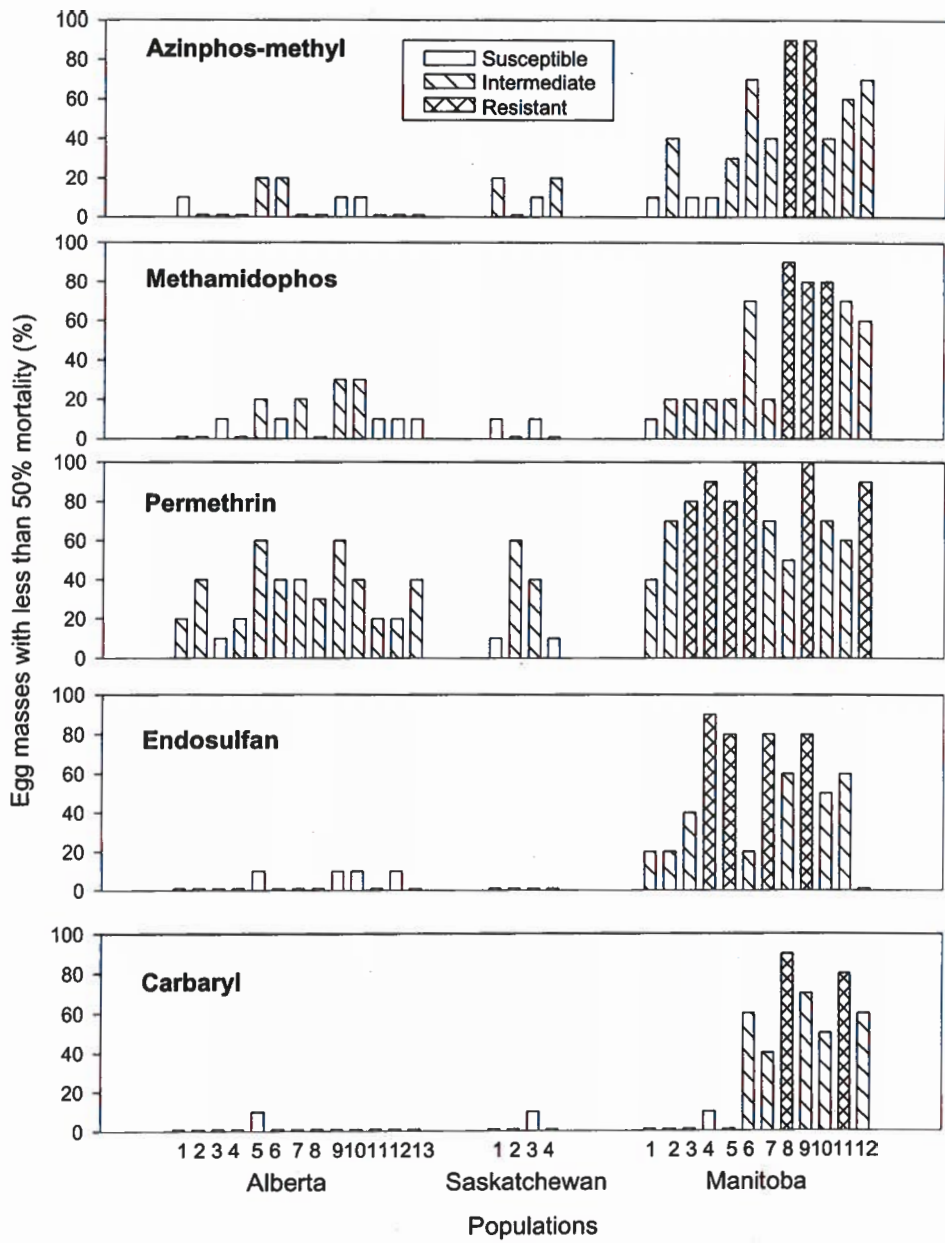 Egg masses with less than 50% mortality (%)
Azinphos-methyl
Susceptible
Intermediate
Resistant
100
80
60
40
20
0
Methamidophos
100
80
60
40
20
0
Permethrin
100
80
60
40
20
0
Endosulfan
100
80
60
40
20
0
Carbaryl
100
80
60
40
20
0
1 2 3 4 5 6 7 8 9 10 11 12 13
1 2 3 4
1 2 3 4 5 6 7 8 9 10 11 12
Alberta Saskatchewan Manitoba
Populations